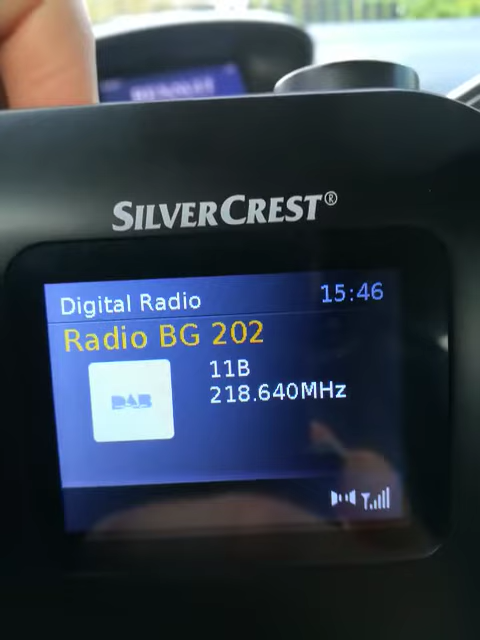 SILVERCREST®
Digital Radio 15:46
Radio BG 202
11B
218.640MHz
DAB